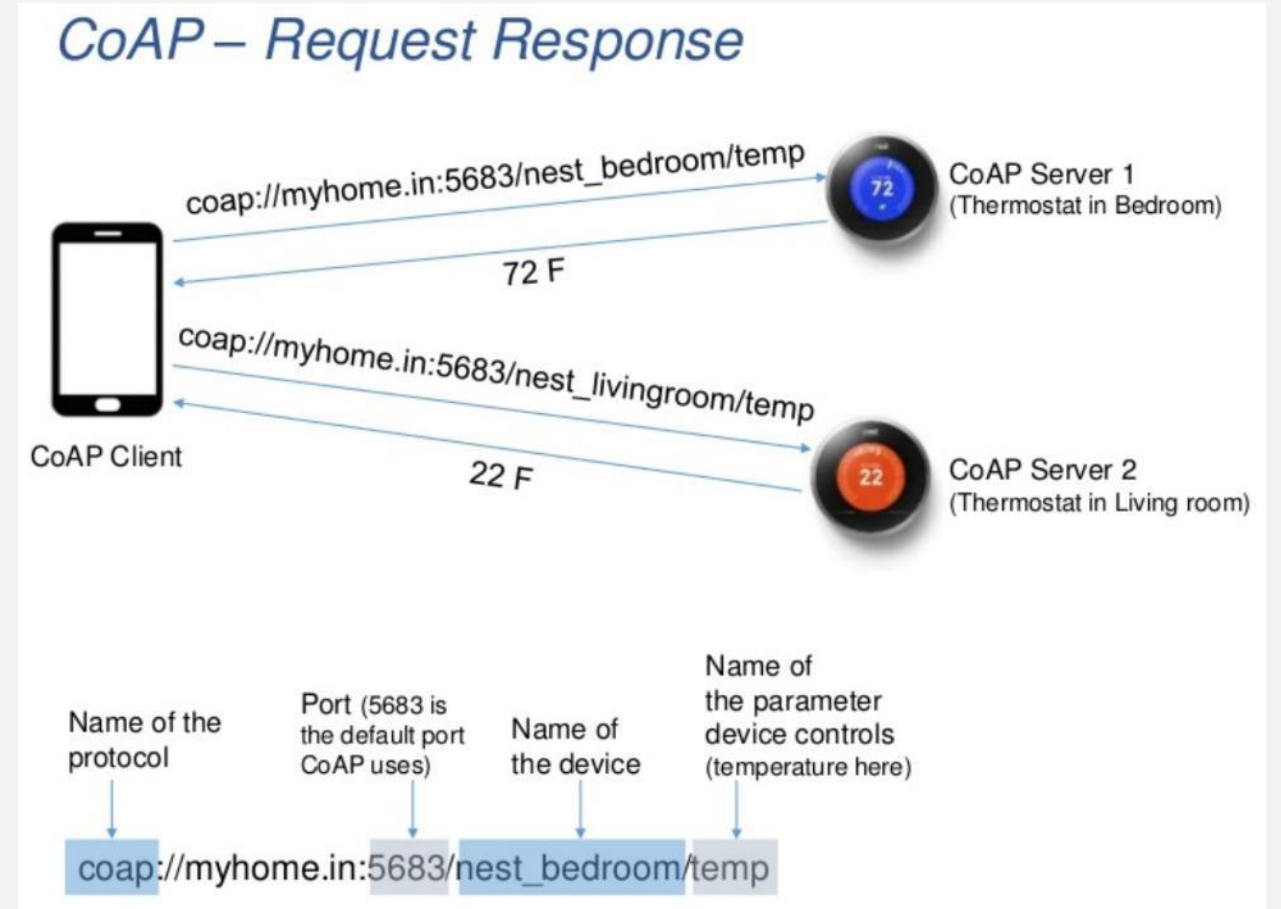 CoAP – Request Response
coap://myhome.in:5683/nest_bedroom/temp
72
CoAP Server 1
(Thermostat in Bedroom)
72 F
coap://myhome.in:5683/nest_livingroom/temp
CoAP Client
22 F
22
CoAP Server 2
(Thermostat in Living room)
Name of the
protocol
Port (5683 is
the default port
CoAP uses)
Name of
the device
Name of
the parameter
device controls
(temperature here)
coap://myhome.in:5683/nest_bedroom/temp